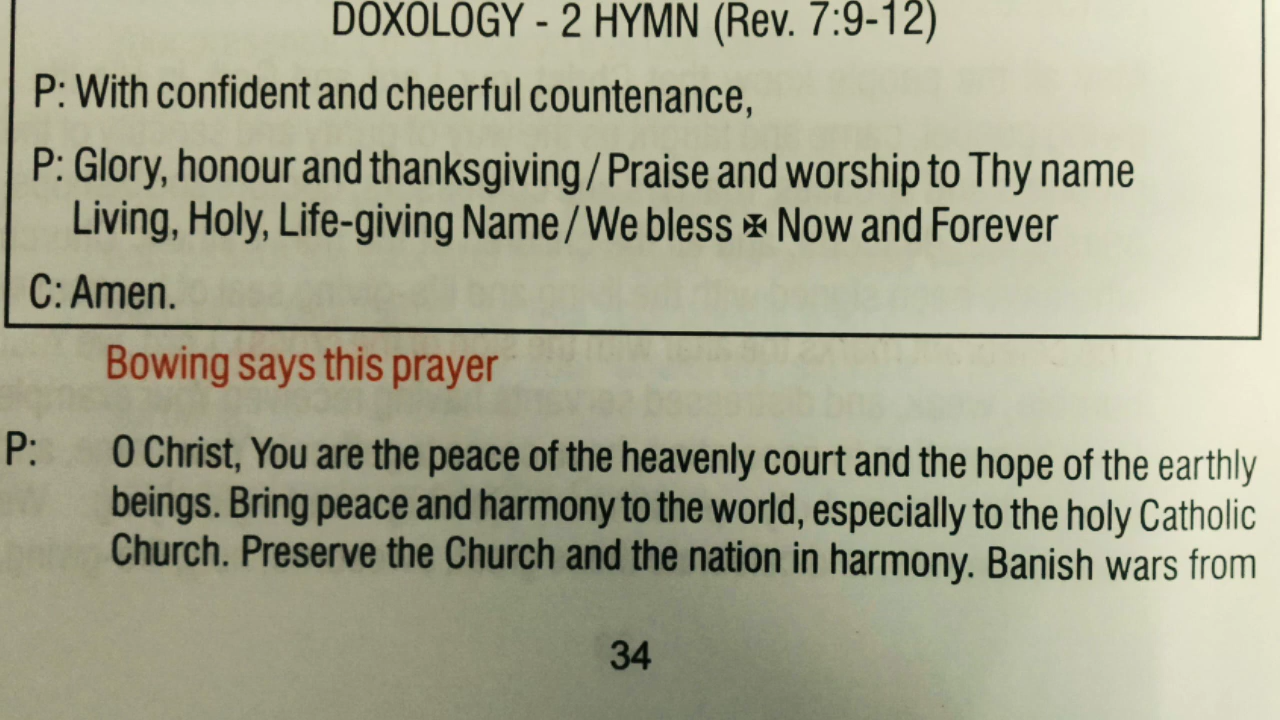 DOXOLOGY - 2 HYMN (Rev. 7:9-12)
P: With confident and cheerful countenance,
P: Glory, honour and thanksgiving / Praise and worship to Thy name
Living, Holy, Life-giving Name / We bless ✠ Now and Forever
C: Amen.
Bowing says this prayer
P: O Christ, You are the peace of the heavenly court and the hope of the earthly
beings. Bring peace and harmony to the world, especially to the holy Catholic
Church. Preserve the Church and the nation in harmony. Banish wars from
34